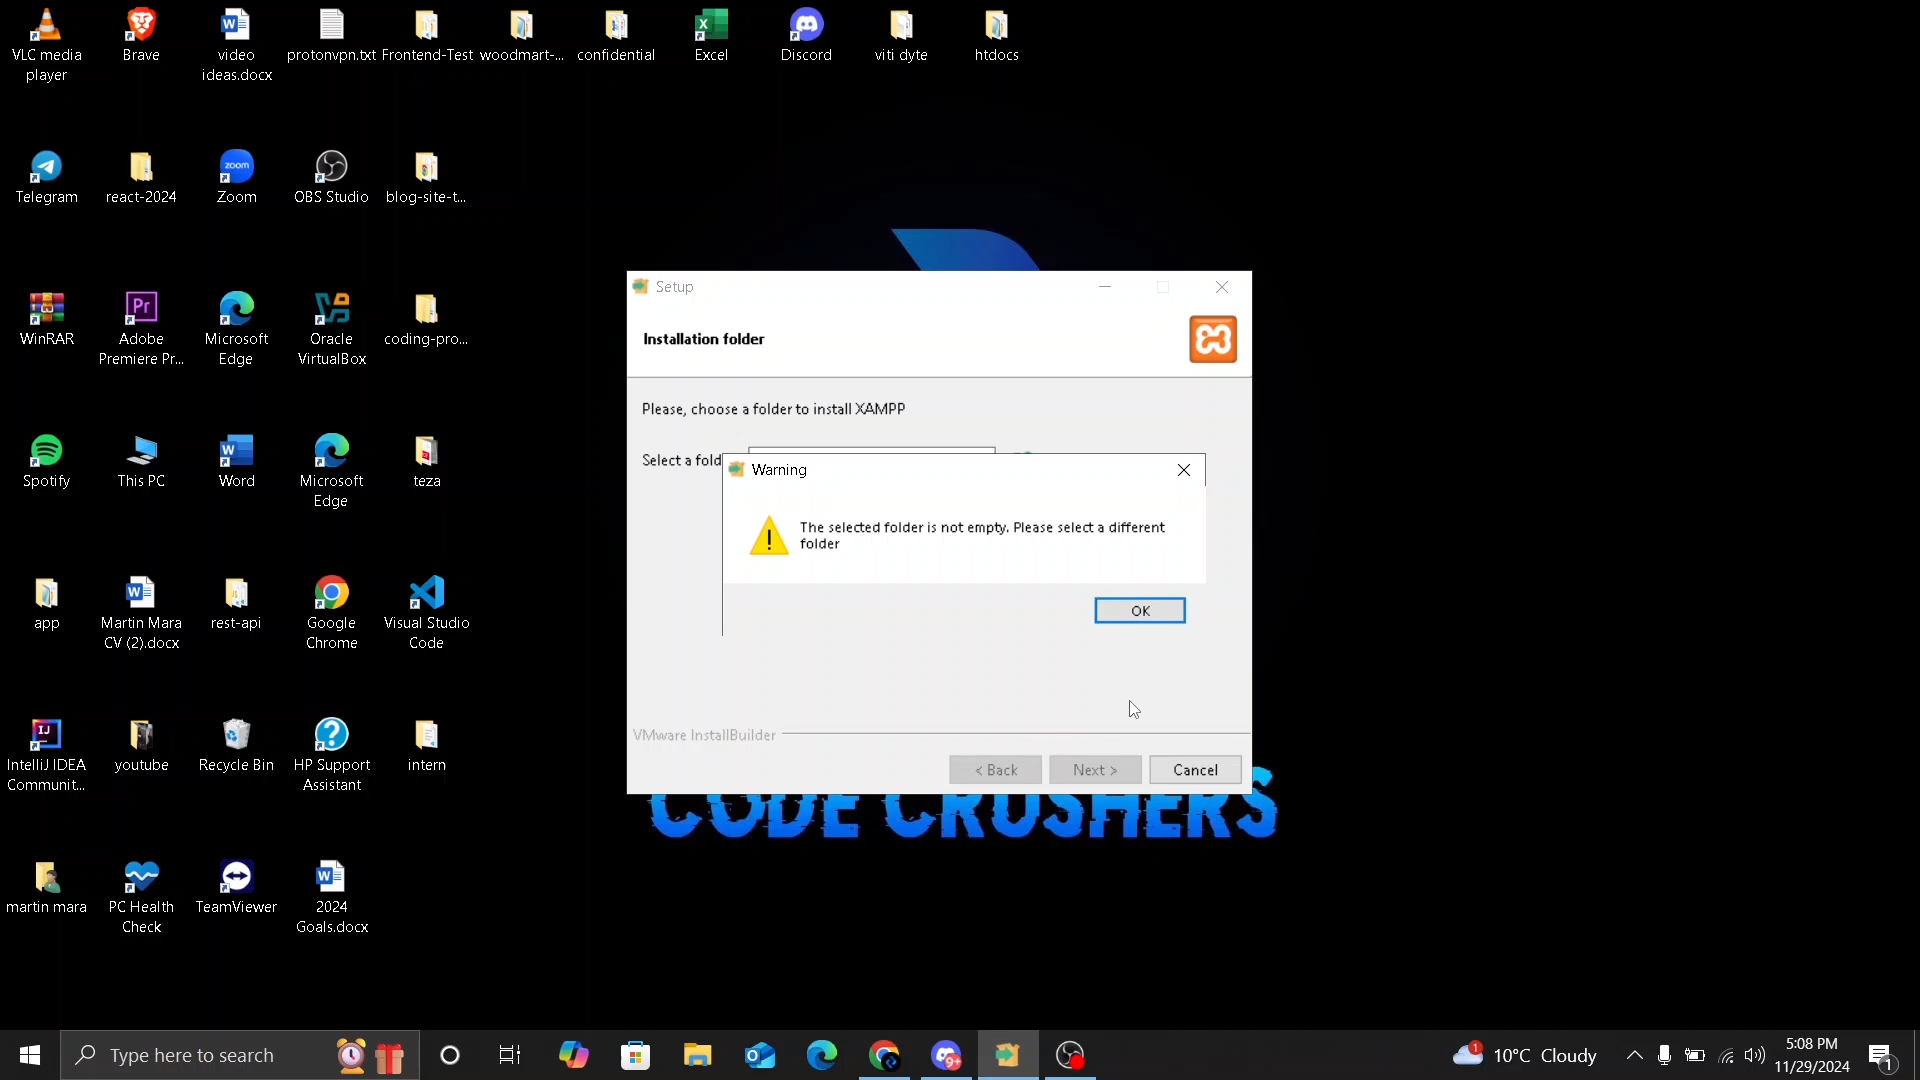 VLC media
player
Brave
video
ideas.docx
protonvpn.txt
Frontend-Test
woodmart-...
confidential
Excel
Discord
viti dyte
htdocs
Telegram
react-2024
zoom
Zoom
OBS Studio
blog-site-t...
WinRAR
Pr
Adobe
Premiere Pr...
Microsoft
Edge
Oracle
VirtualBox
coding-pro...
Spotify
This PC
Word
Microsoft
Edge
teza
app
Martin Mara
CV (2).docx
rest-api
Google
Chrome
Visual Studio
Code
IJ
IntelliJ IDEA
Communit...
youtube
Recycle Bin
HP Support
Assistant
intern
martin mara
PC Health
Check
TeamViewer
2024
Goals.docx
Setup
Installation folder
Please, choose a folder to install XAMPP
Select a fold
Warning
The selected folder is not empty. Please select a different
folder
OK
VMware InstallBuilder
< Back
Next >
Cancel
CODE CRUSHERS
Type here to search
9+
1
10°C Cloudy
5:08 PM
11/29/2024
1